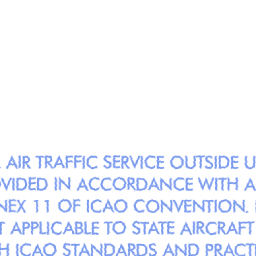 AIR TRAFFIC SERVICE OUTSIDE U
OVIDED IN ACCORDANCE WITH A
NEX 11 OF ICAO CONVENTION.
T APPLICABLE TO STATE AIRCRAFT
H ICAO STANDARDS AND PRACTI